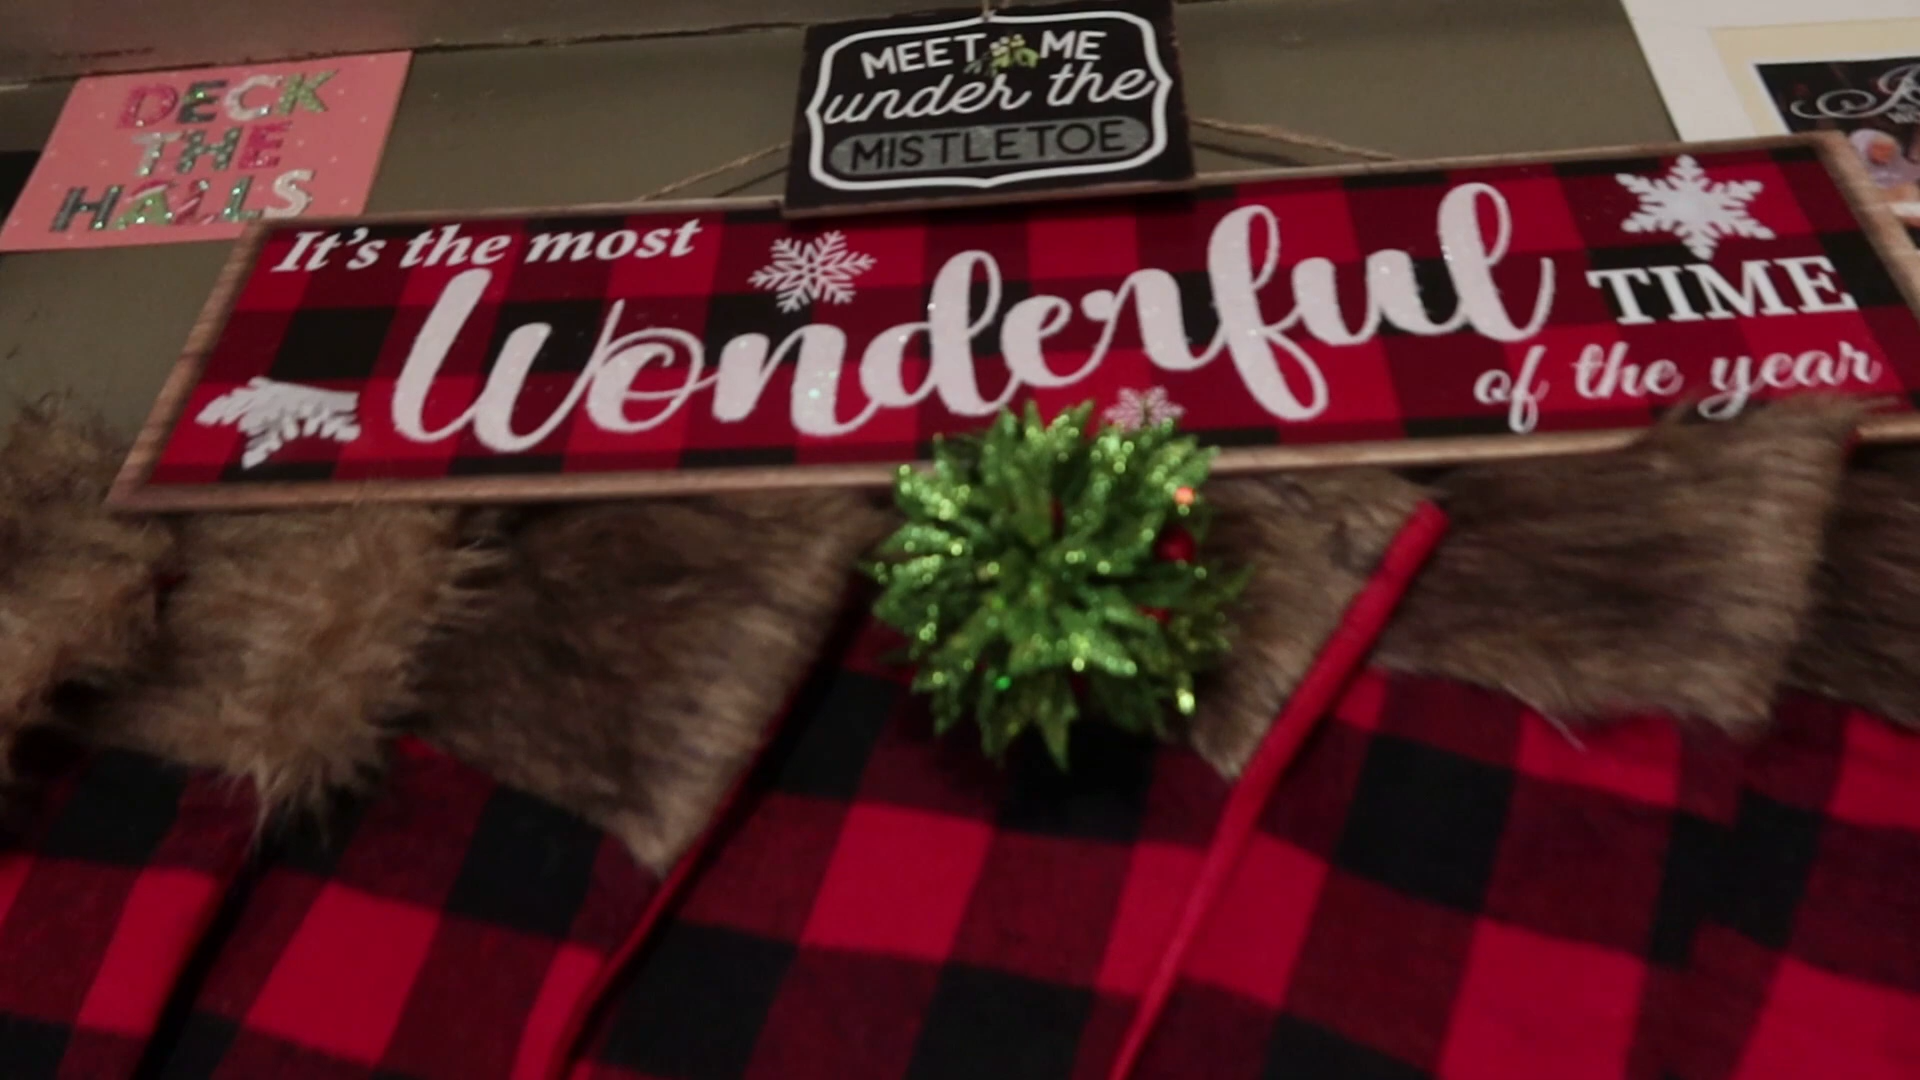 DECK
THE
HALLS
MEET ME
under the
MISTLETOE
It's the most
Wonderful
TIME
of the year